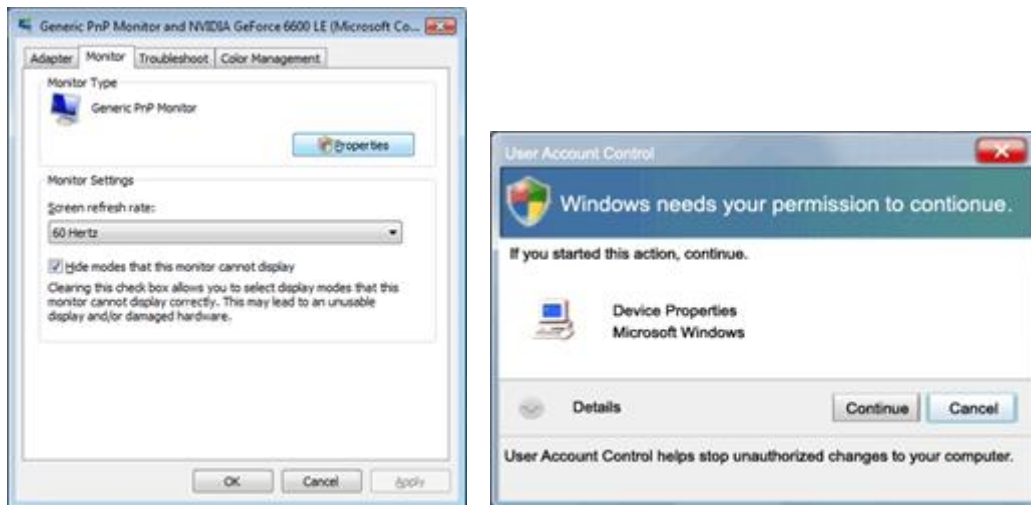 Generic PnP Monitor and NVIDIA GeForce 6600 LE (Microsoft Co...
Adapter Monitor Troubleshoot Color Management
Monitor Type
Generic PnP Monitor
Properties
Monitor Settings
Screen refresh rate:
60 Hertz
Hide modes that this monitor cannot display
Clearing this check box allows you to select display modes that this
monitor cannot display correctly. This may lead to an unusable
display and/or damaged hardware.
OK Cancel Apply
User Account Control
Windows needs your permission to contionue.
If you started this action, continue.
Device Properties
Microsoft Windows
Details Continue Cancel
User Account Control helps stop unauthorized changes to your computer.